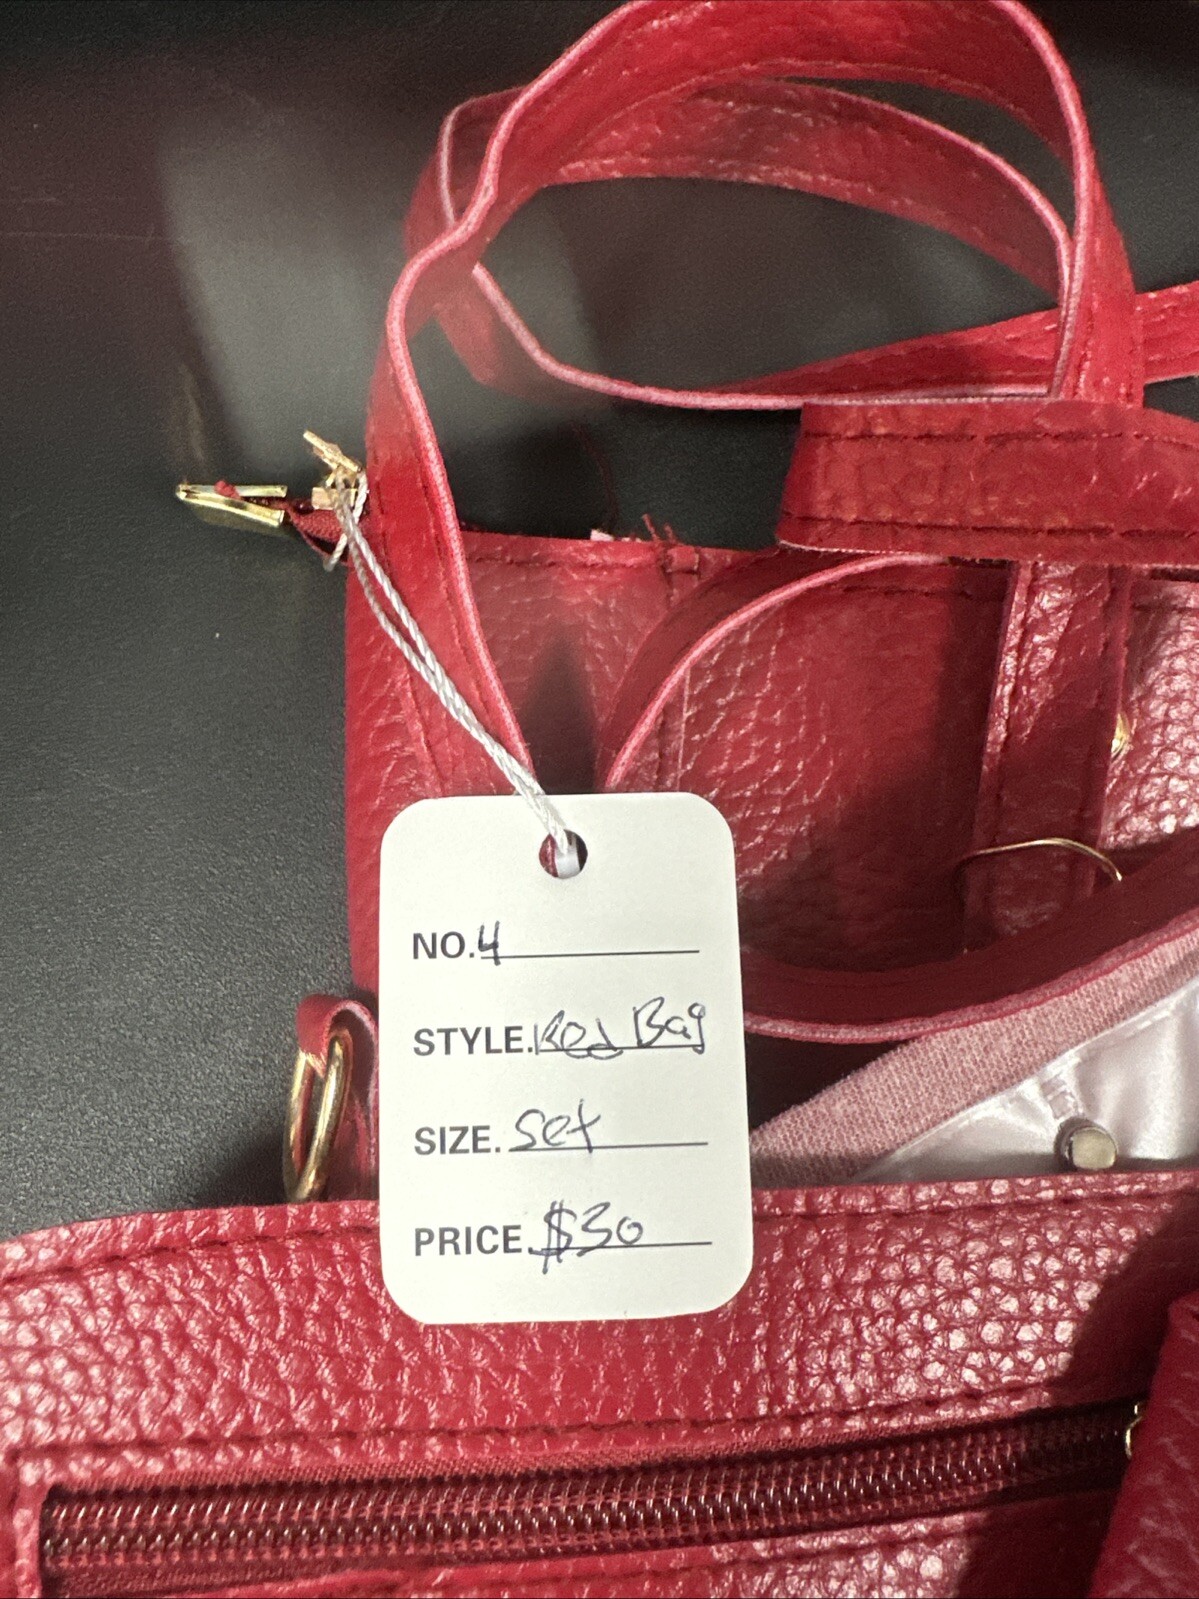 NO.4
STYLE.Red Bag
SIZE. Set
PRICE.$30